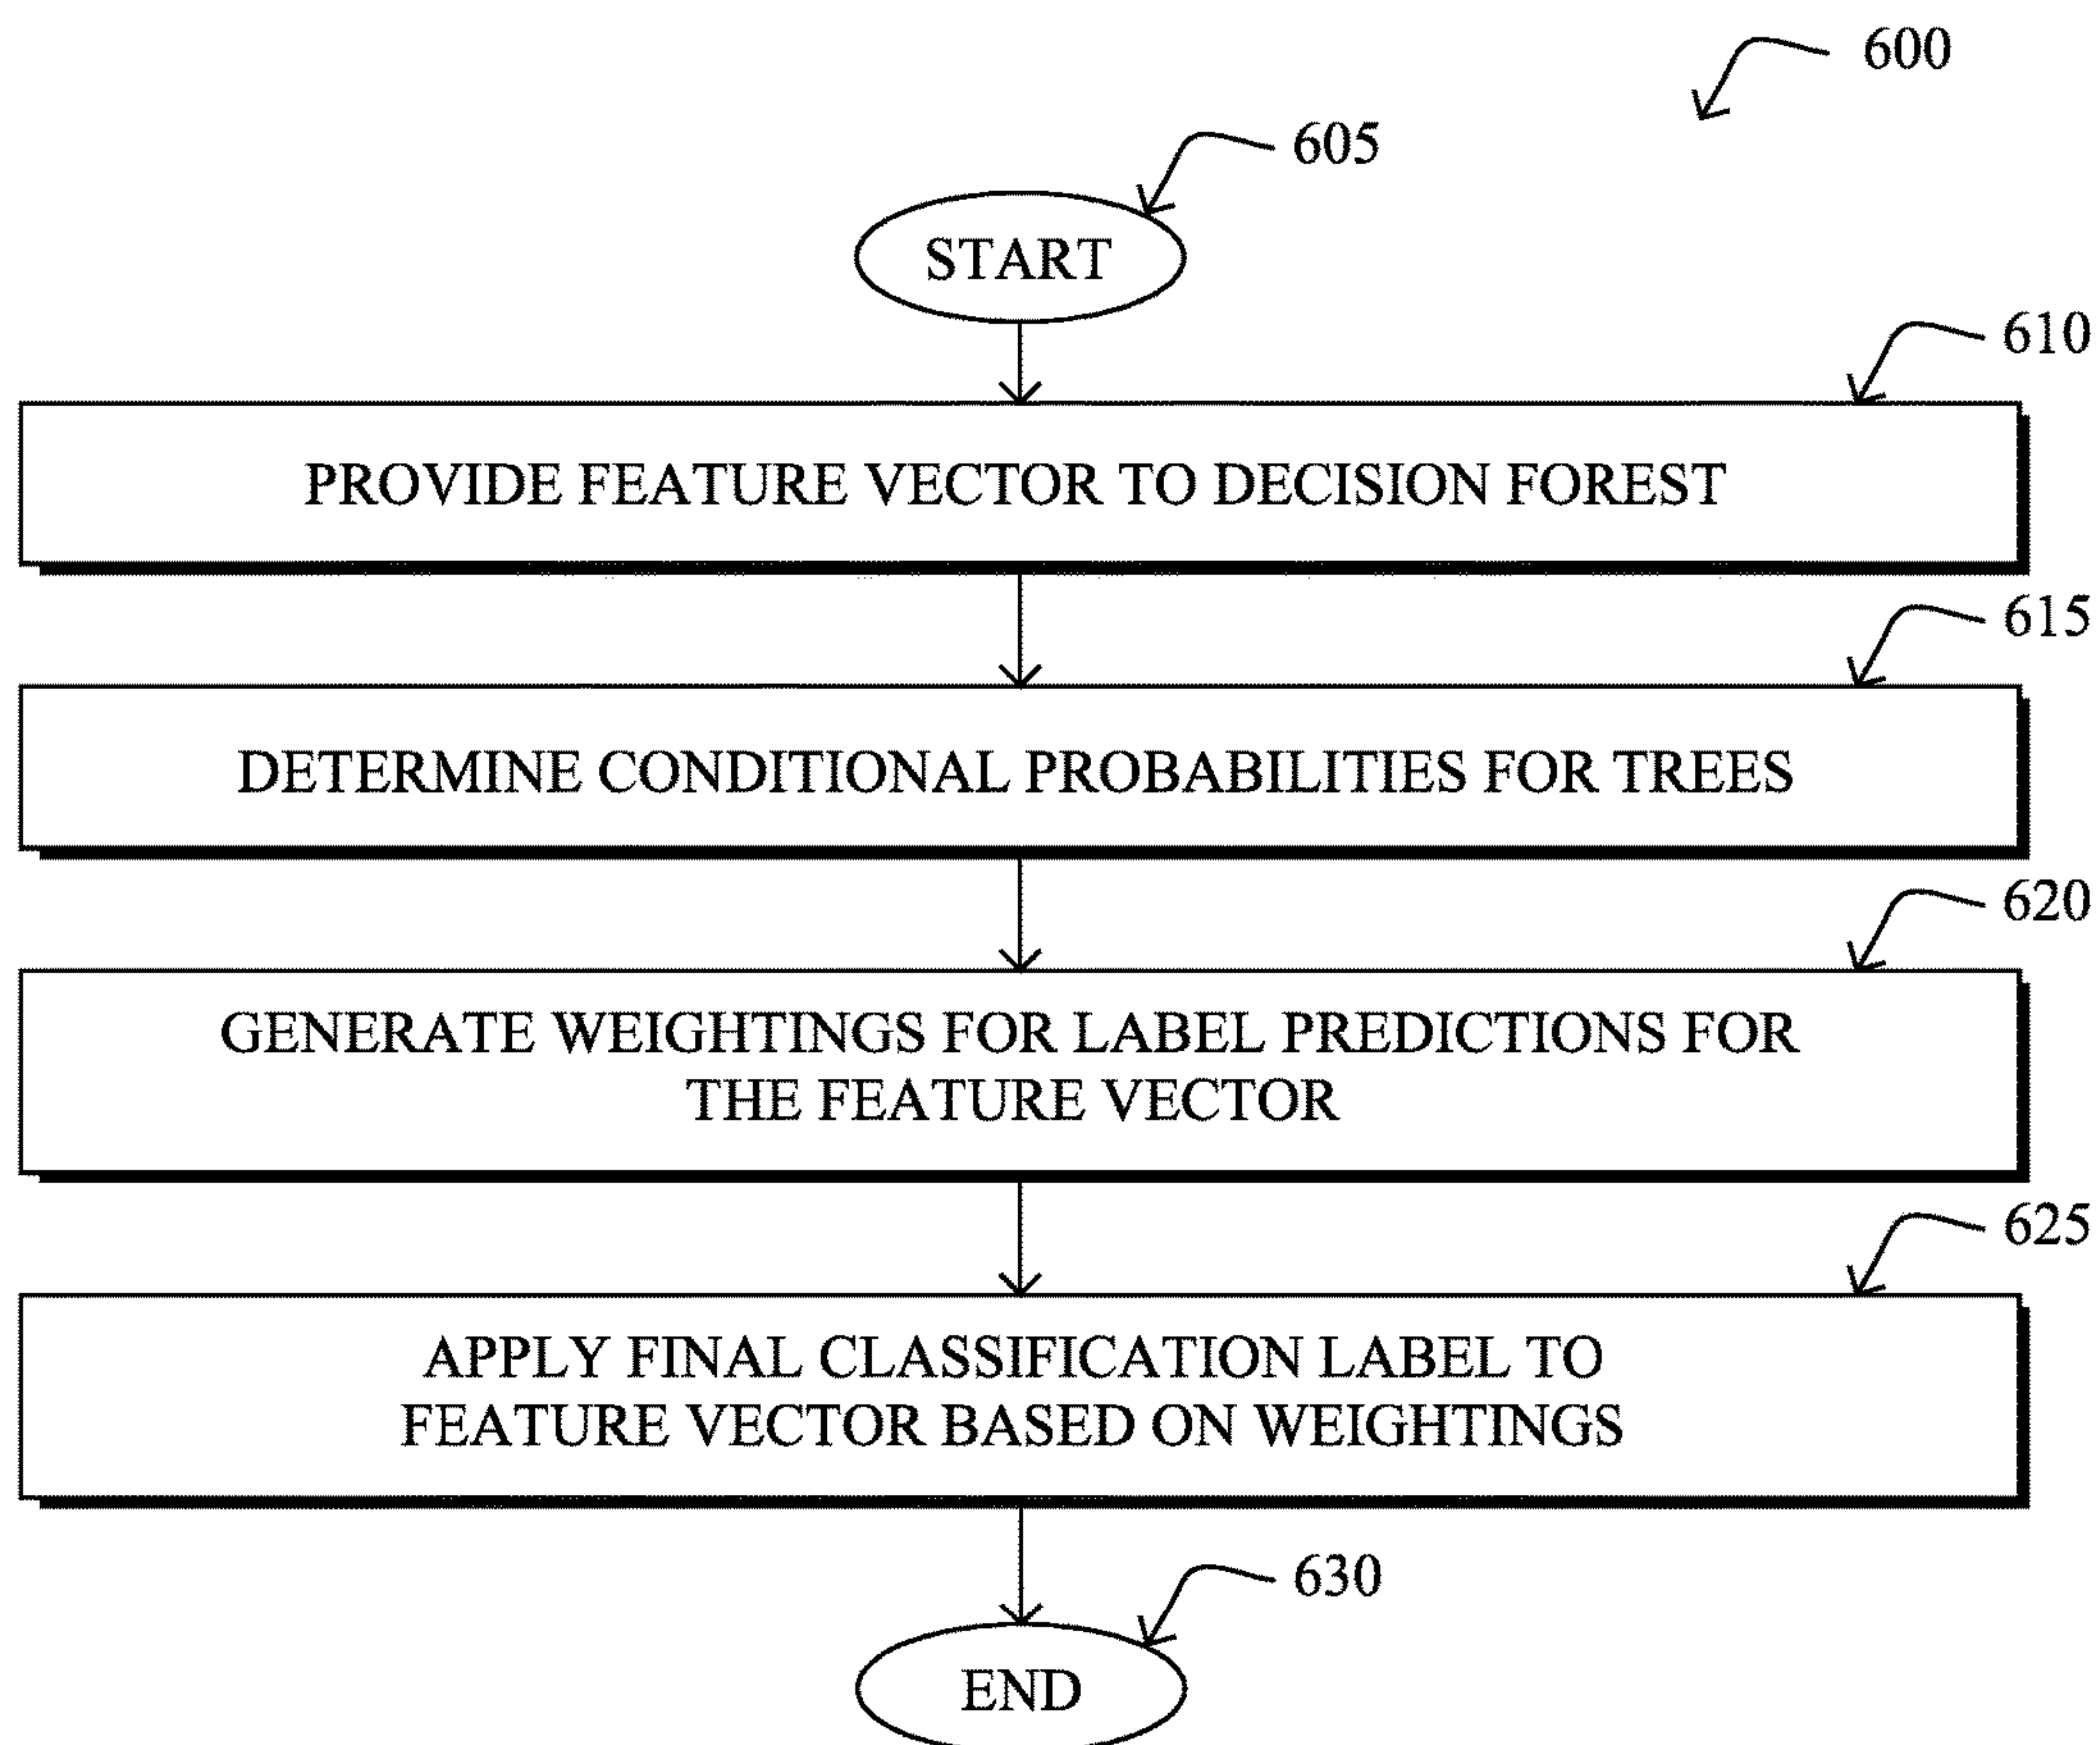 600
605
START
610
PROVIDE FEATURE VECTOR TO DECISION FOREST
615
DETERMINE CONDITIONAL PROBABILITIES FOR TREES
620
GENERATE WEIGHTINGS FOR LABEL PREDICTIONS FOR
THE FEATURE VECTOR
625
APPLY FINAL CLASSIFICATION LABEL TO
FEATURE VECTOR BASED ON WEIGHTINGS
630
END